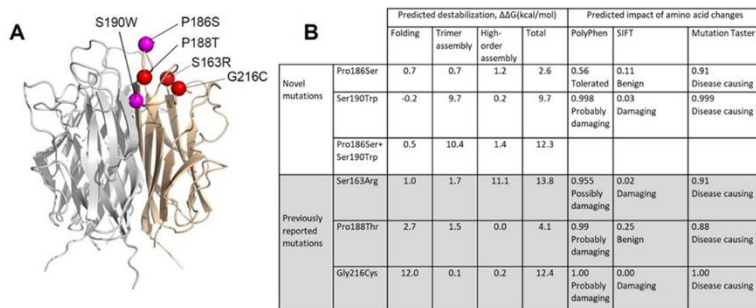 A
S190W
P186S
P188T
S163R
G216C
B
Predicted destabilization, ΔΔG(kcal/mol) Predicted impact of amino acid changes
Folding Trimer assembly High-order assembly Total PolyPhen SIFT Mutation Taster
Novel mutations
Pro186Ser 0.7 0.7 1.2 2.6 0.56 Tolerated 0.11 Benign 0.91 Disease causing
Ser190Trp -0.2 9.7 0.2 9.7 0.998 Probably damaging 0.03 Damaging 0.999 Disease causing
Pro186Ser+ Ser190Trp 0.5 10.4 1.4 12.3
Previously reported mutations
Ser163Arg 1.0 1.7 11.1 13.8 0.955 Possibly damaging 0.02 Damaging 0.91 Disease causing
Pro188Thr 2.7 1.5 0.0 4.1 0.99 Probably damaging 0.25 Benign 0.88 Disease causing
Gly216Cys 12.0 0.1 0.2 12.4 1.00 Probably damaging 0.00 Damaging 1.00 Disease causing